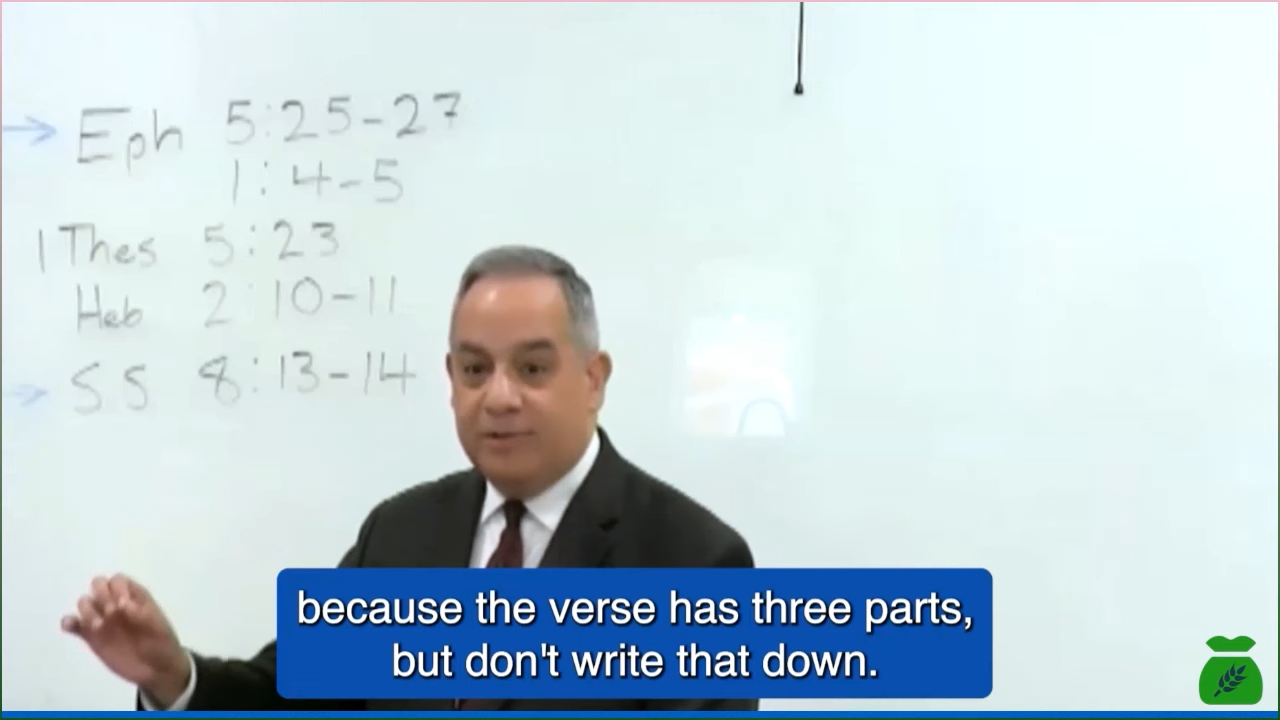 Eph 5:25-27
1:4-5
1 Thes 5:23
Heb 2:10-11
SS 8:13-14
because the verse has three parts,
but don't write that down.